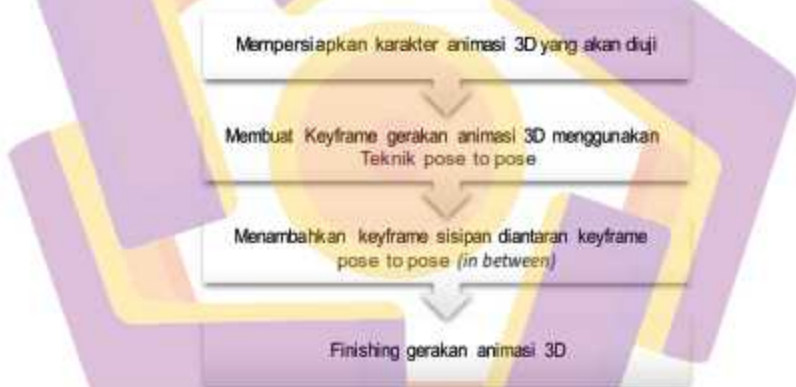 Mempersiapkan karakter animasi 3D yang akan diuji
Membuat Keyframe gerakan animasi 3D menggunakan
Teknik pose to pose
Menambahkan keyframe sisipan diantaran keyframe
pose to pose (in between)
Finishing gerakan animasi 3D